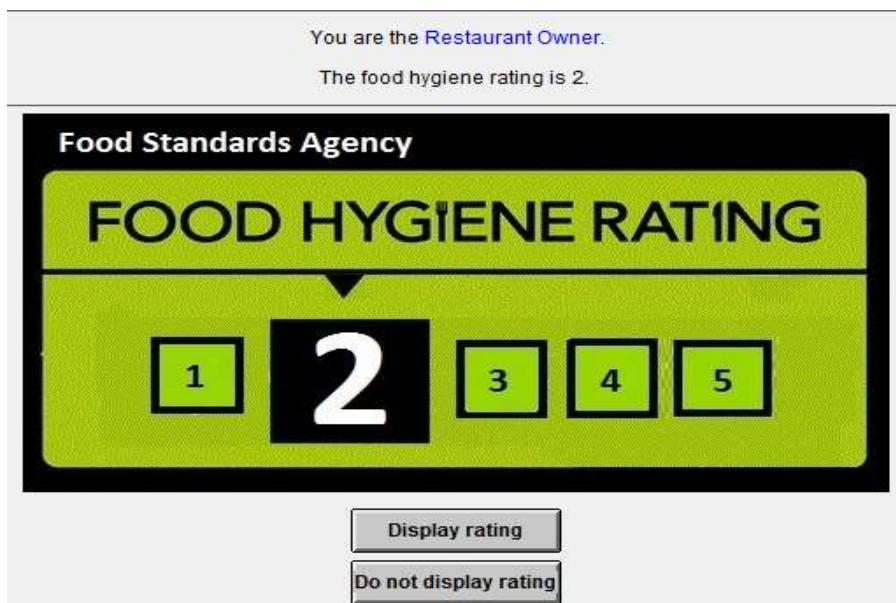 You are the Restaurant Owner.
The food hygiene rating is 2.
Food Standards Agency
FOOD HYGIENE RATING
1 2 3 4 5
Display rating
Do not display rating